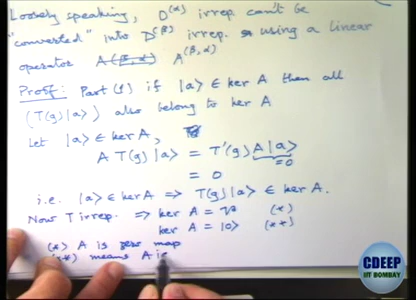 Loosely speaking, D^(α) irrep. can't be
"converted" into D^(β) irrep. using a linear
operator A^(β,α) A^(β,α)
Proof: Part (1) if |a> ∈ ker A then all
(T(g)|a>) also belong to ker A
Let |a> ∈ ker A,
A T(g)|a> = T'(g) A|a>
=0
= 0
i.e. |a> ∈ ker A ⟹ T(g)|a> ∈ ker A.
Now T irrep. ⟹ ker A = V (*)
ker A = |0> (**)
(*) A is zero map
(**) means A is
CDEEP
IIT BOMBAY